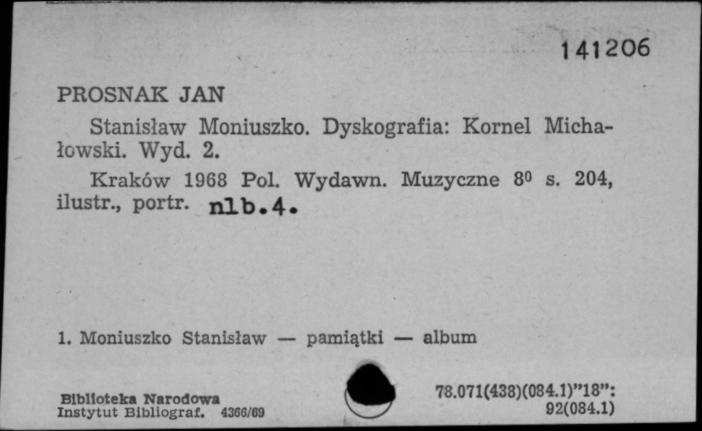 141206
PROSNAK JAN
Stanisław Moniuszko. Dyskografia: Kornel Micha-
łowski. Wyd. 2.
Kraków 1968 Pol. Wydawn. Muzyczne 8⁰ s. 204,
ilustr., portr. nlb.4.
1. Moniuszko Stanisław — pamiątki — album
Biblioteka Narodowa
Instytut Bibliograf. 4366/69
78.071(438)(084.1)”18”:
92(084.1)